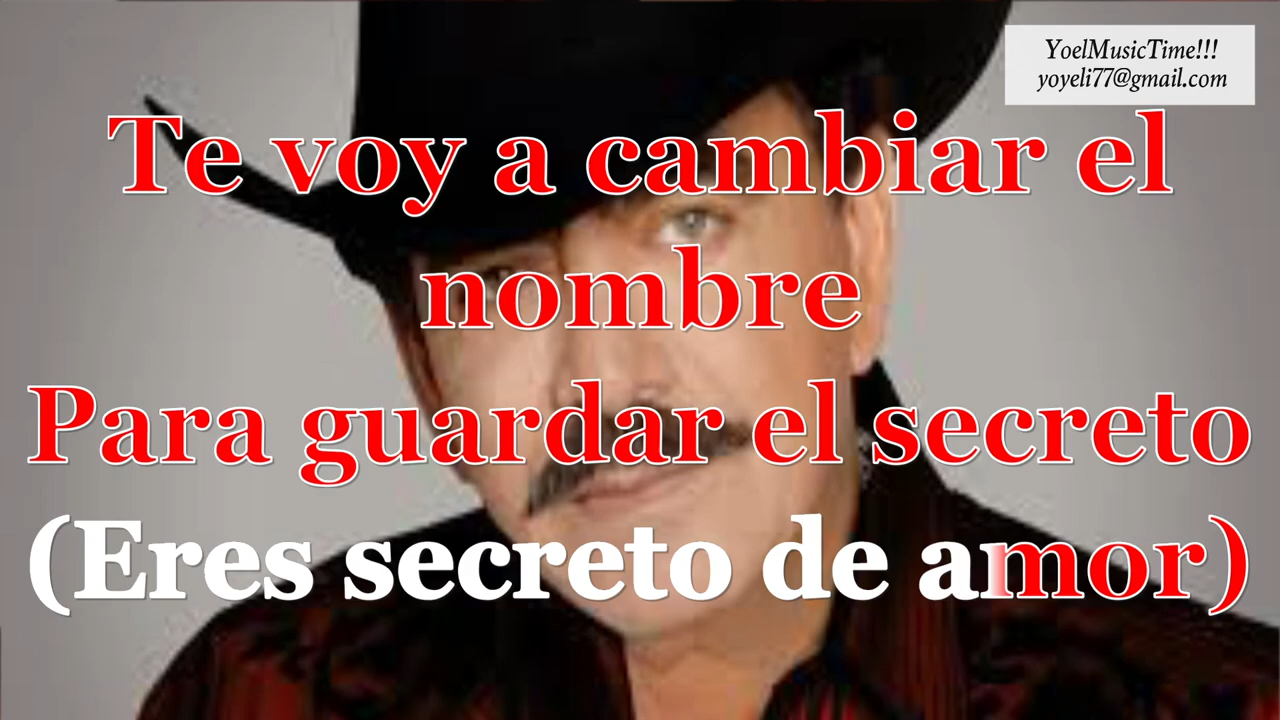 YoelMusicTime!!!
yoyeli77@gmail.com
Te voy a cambiar el
nombre
Para guardar el secreto
(Eres secreto de amor)